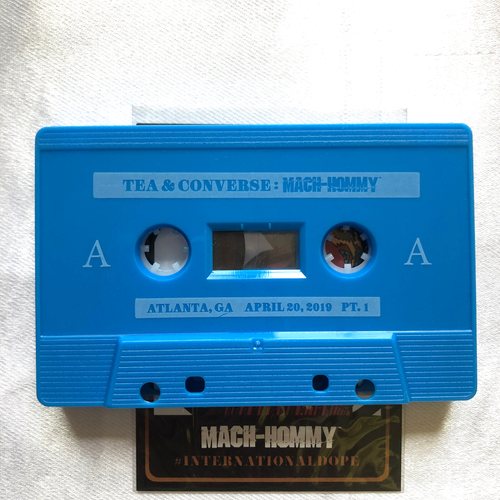 TEA & CONVERSE: MACH-HOMMY
A
A
ATLANTA, GA APRIL 20, 2019 PT. 1
MACH-HOMMY
#INTERNATIONALDOPE